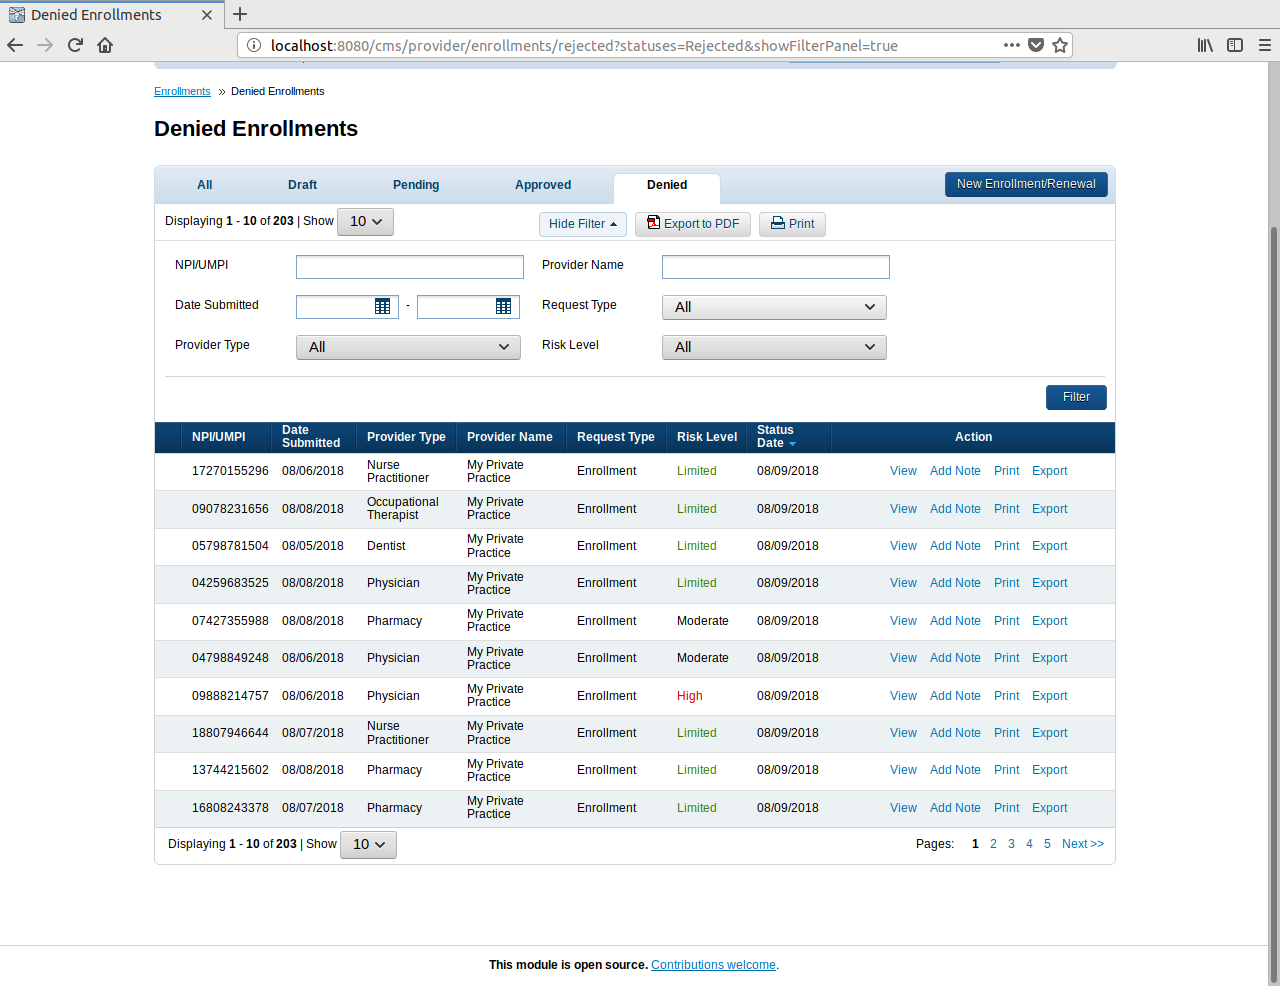 Denied Enrollments
localhost:8080/cms/provider/enrollments/rejected?statuses=Rejected&showFilterPanel=true
Enrollments » Denied Enrollments
Denied Enrollments
All Draft Pending Approved Denied New Enrollment/Renewal
Displaying 1 - 10 of 203 | Show 10 Hide Filter Export to PDF Print
NPI/UMPI Provider Name
Date Submitted - Request Type All
Provider Type All Risk Level All
Filter
NPI/UMPI Date Submitted Provider Type Provider Name Request Type Risk Level Status Date Action
17270155296 08/06/2018 Nurse Practitioner My Private Practice Enrollment Limited 08/09/2018 View Add Note Print Export
09078231656 08/08/2018 Occupational Therapist My Private Practice Enrollment Limited 08/09/2018 View Add Note Print Export
05798781504 08/05/2018 Dentist My Private Practice Enrollment Limited 08/09/2018 View Add Note Print Export
04259683525 08/08/2018 Physician My Private Practice Enrollment Limited 08/09/2018 View Add Note Print Export
07427355988 08/08/2018 Pharmacy My Private Practice Enrollment Moderate 08/09/2018 View Add Note Print Export
04798849248 08/06/2018 Physician My Private Practice Enrollment Moderate 08/09/2018 View Add Note Print Export
09888214757 08/06/2018 Physician My Private Practice Enrollment High 08/09/2018 View Add Note Print Export
18807946644 08/07/2018 Nurse Practitioner My Private Practice Enrollment Limited 08/09/2018 View Add Note Print Export
13744215602 08/08/2018 Pharmacy My Private Practice Enrollment Limited 08/09/2018 View Add Note Print Export
16808243378 08/07/2018 Pharmacy My Private Practice Enrollment Limited 08/09/2018 View Add Note Print Export
Displaying 1 - 10 of 203 | Show 10 Pages: 1 2 3 4 5 Next >>
This module is open source. Contributions welcome.